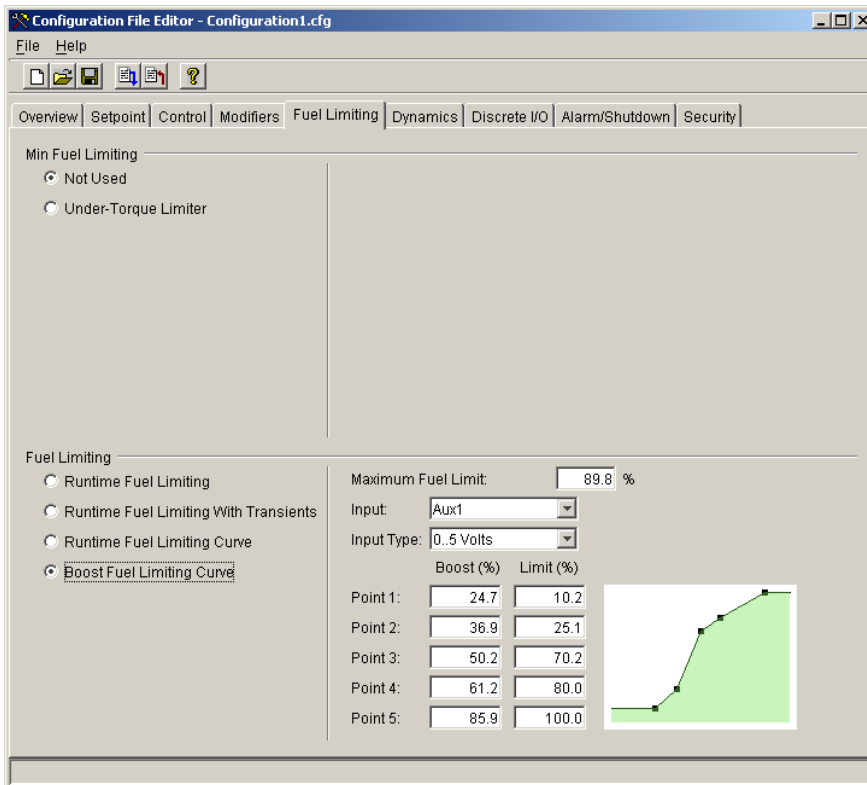 Configuration File Editor - Configuration1.cfg
File Help
Overview Setpoint Control Modifiers Fuel Limiting Dynamics Discrete I/O Alarm/Shutdown Security
Min Fuel Limiting
Not Used
Under-Torque Limiter
Fuel Limiting
Runtime Fuel Limiting
Runtime Fuel Limiting With Transients
Runtime Fuel Limiting Curve
Boost Fuel Limiting Curve
Maximum Fuel Limit: 89.8 %
Input: Aux1
Input Type: 0..5 Volts
Boost (%) Limit (%)
Point 1: 24.7 10.2
Point 2: 36.9 25.1
Point 3: 50.2 70.2
Point 4: 61.2 80.0
Point 5: 85.9 100.0